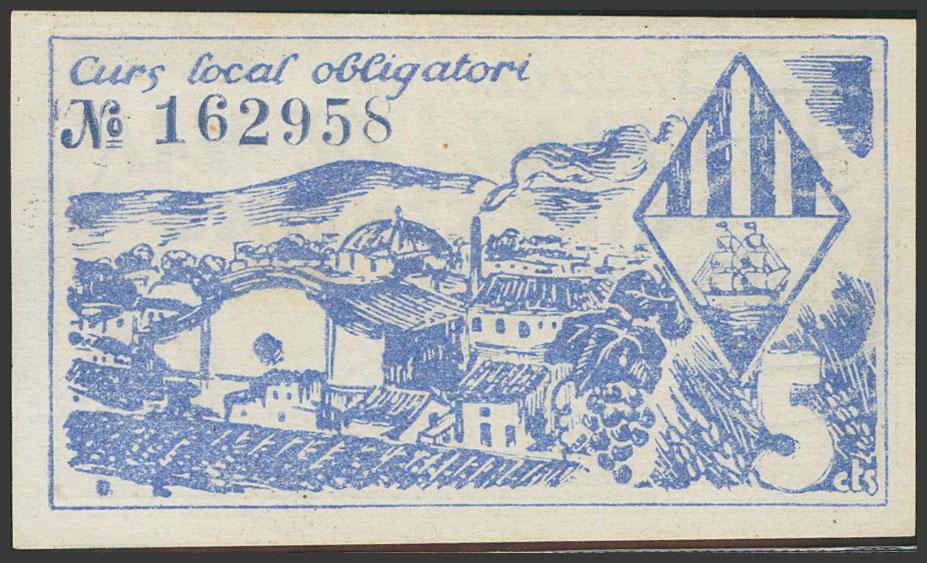 Curs local obligatori
Nº 162958
5
cts